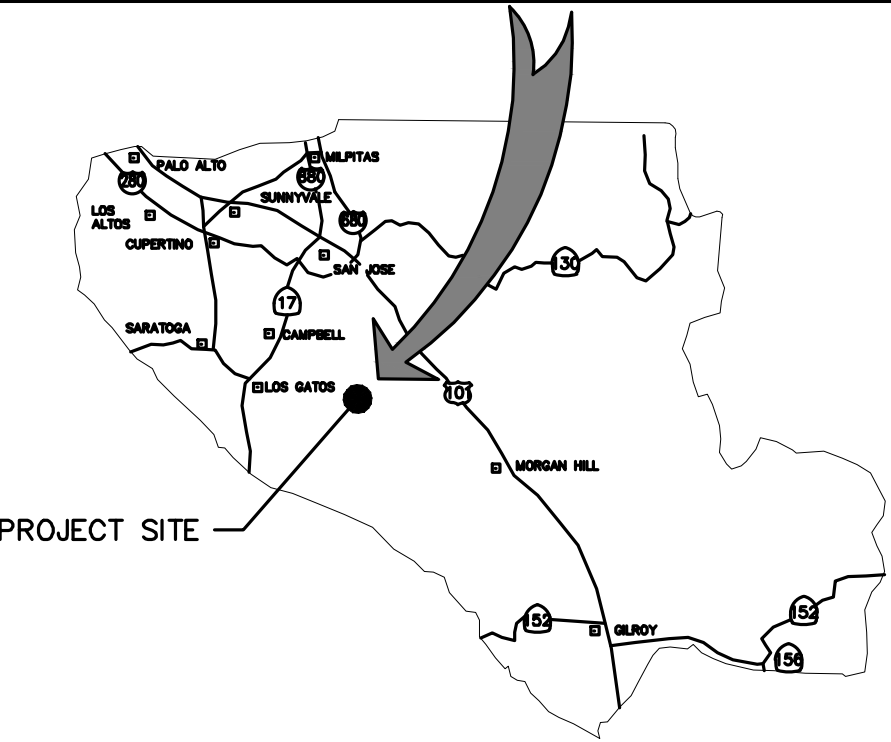 PALO ALTO
MILPITAS
280
880
SUNNYVALE
LOS
ALTOS
680
CUPERTINO
130
SAN JOSE
17
SARATOGA
CAMPBELL
LOS GATOS
101
MORGAN HILL
PROJECT SITE
152
152
GILROY
156